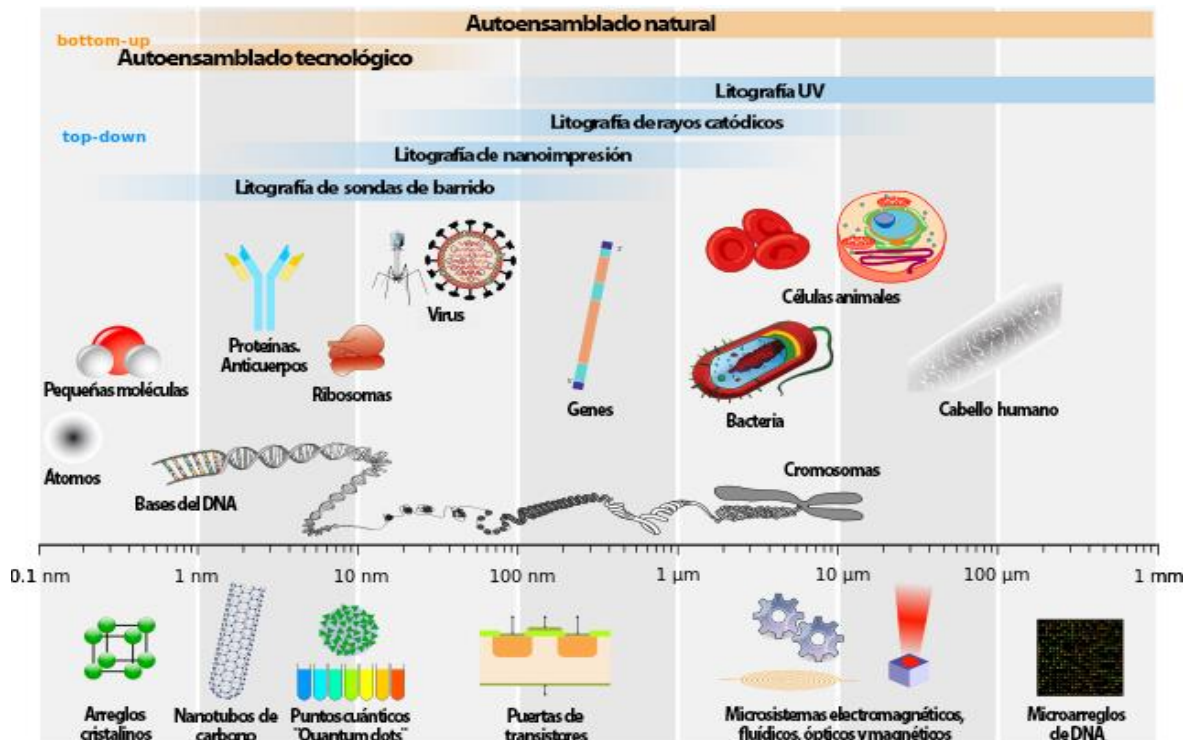 Autoensamblado natural
bottom-up
Autoensamblado tecnológico
Litografía UV
Litografía de rayos catódicos
top-down
Litografía de nanoimpresión
Litografía de sondas de barrido
Células animales
Virus
Proteínas.
Anticuerpos
Pequeñas moléculas
Ribosomas
Genes
Bacteria
Cabello humano
Átomos
Bases del DNA
Cromosomas
0.1 nm 1 nm 10 nm 100 nm 1 μm 10 μm 100 μm 1 mm
Arreglos
cristalinos
Nanotubos de
carbono
Puntos cuánticos
"Quantum dots"
Puertas de
transistores
Microsistemas electromagnéticos,
fluídicos, ópticos y magnéticos
Microarreglos
de DNA